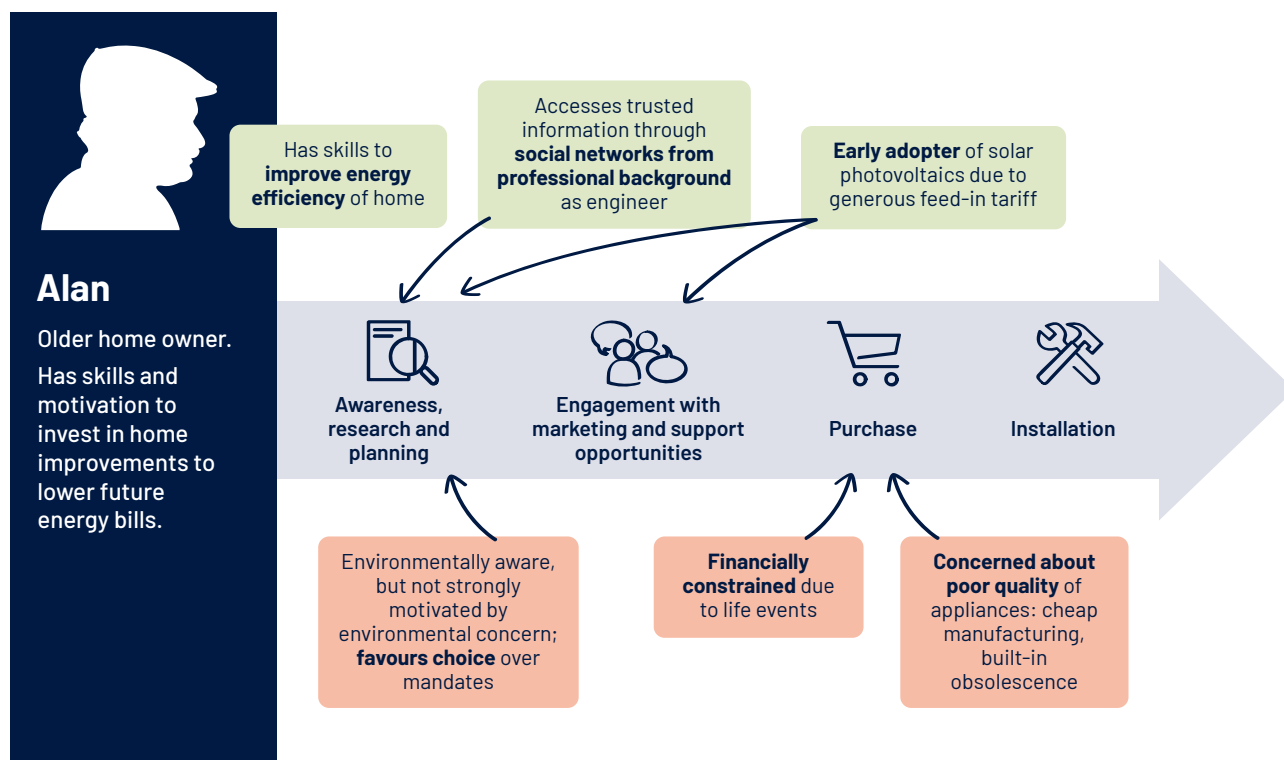 Alan
Older home owner.
Has skills and
motivation to
invest in home
improvements to
lower future
energy bills.
Has skills to
improve energy
efficiency of home
Accesses trusted
information through
social networks from
professional background
as engineer
Early adopter of solar
photovoltaics due to
generous feed-in tariff
Awareness,
research and
planning
Engagement with
marketing and support
opportunities
Purchase
Installation
Environmentally aware,
but not strongly
motivated by
environmental concern;
favours choice over
mandates
Financially
constrained due
to life events
Concerned about
poor quality of
appliances: cheap
manufacturing,
built-in
obsolescence